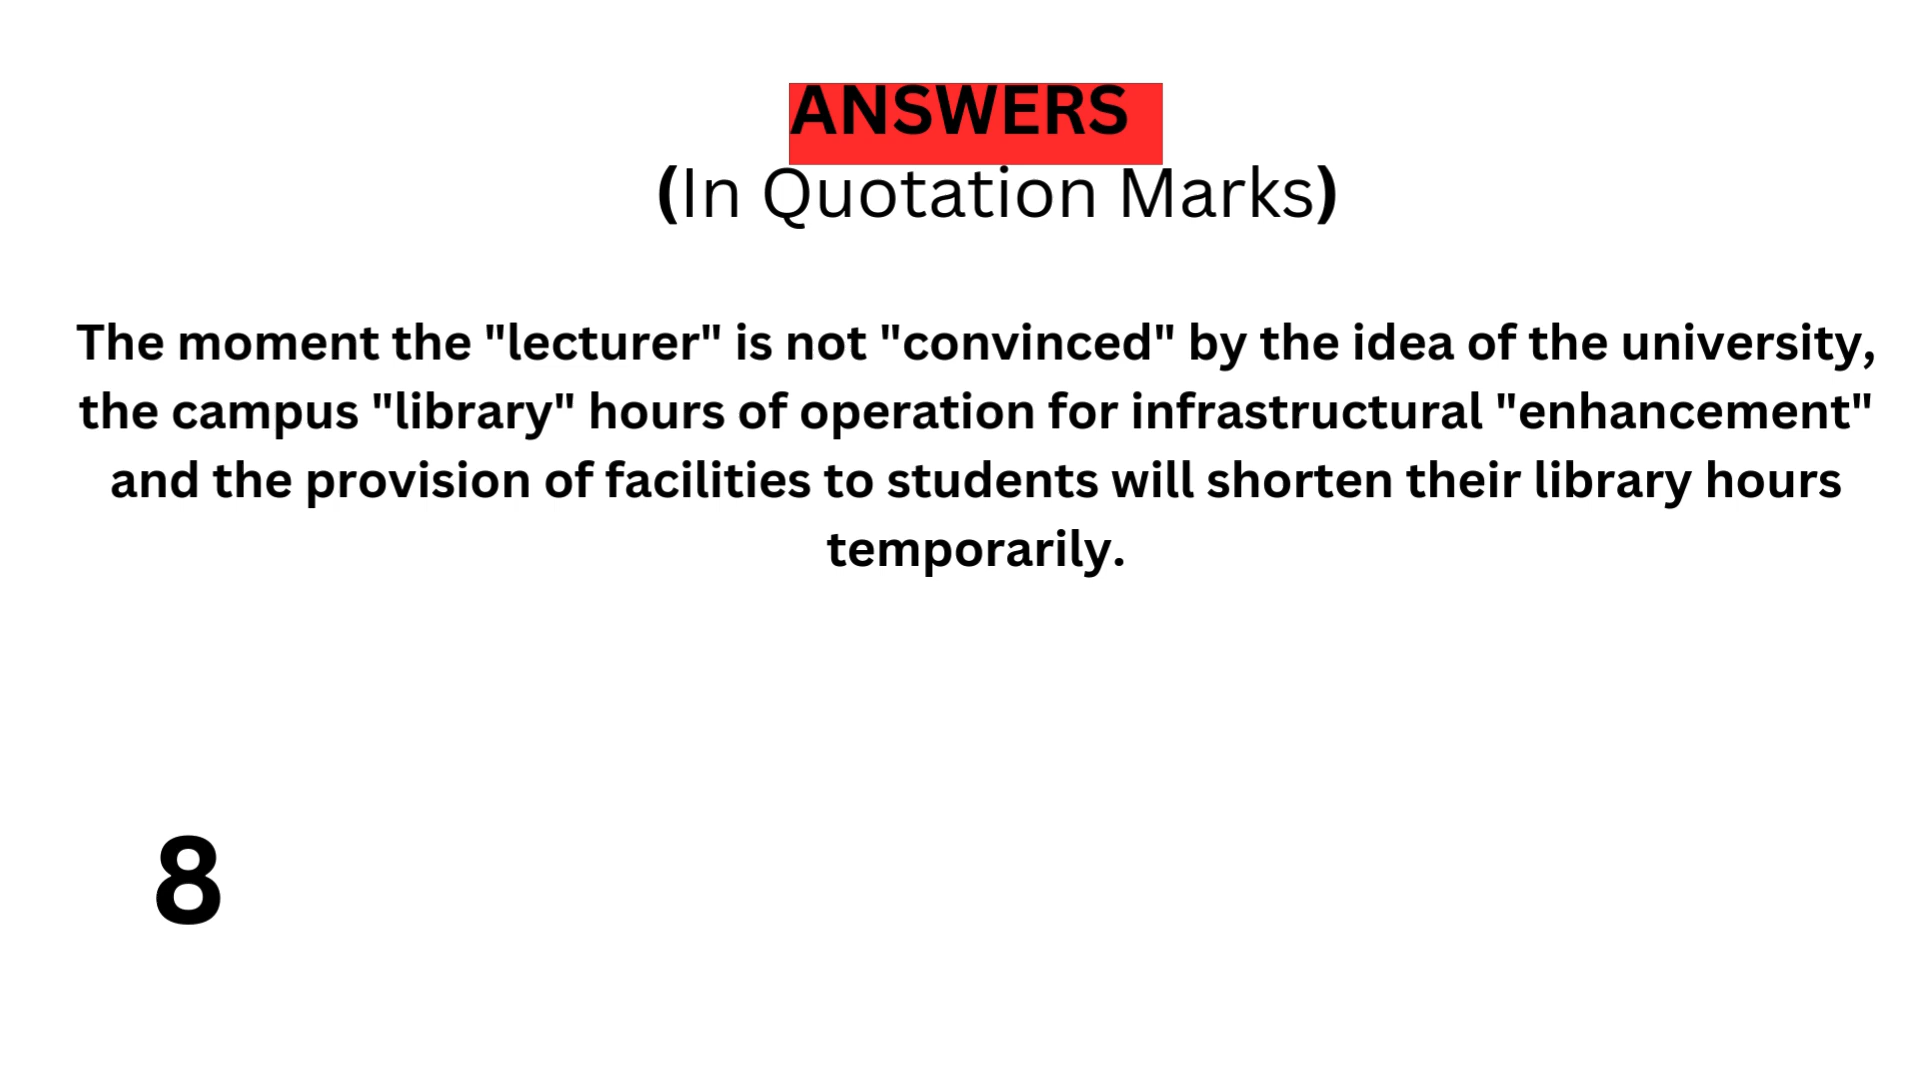 ANSWERS
(In Quotation Marks)
The moment the "lecturer" is not "convinced" by the idea of the university,
the campus "library" hours of operation for infrastructural "enhancement"
and the provision of facilities to students will shorten their library hours
temporarily.
8